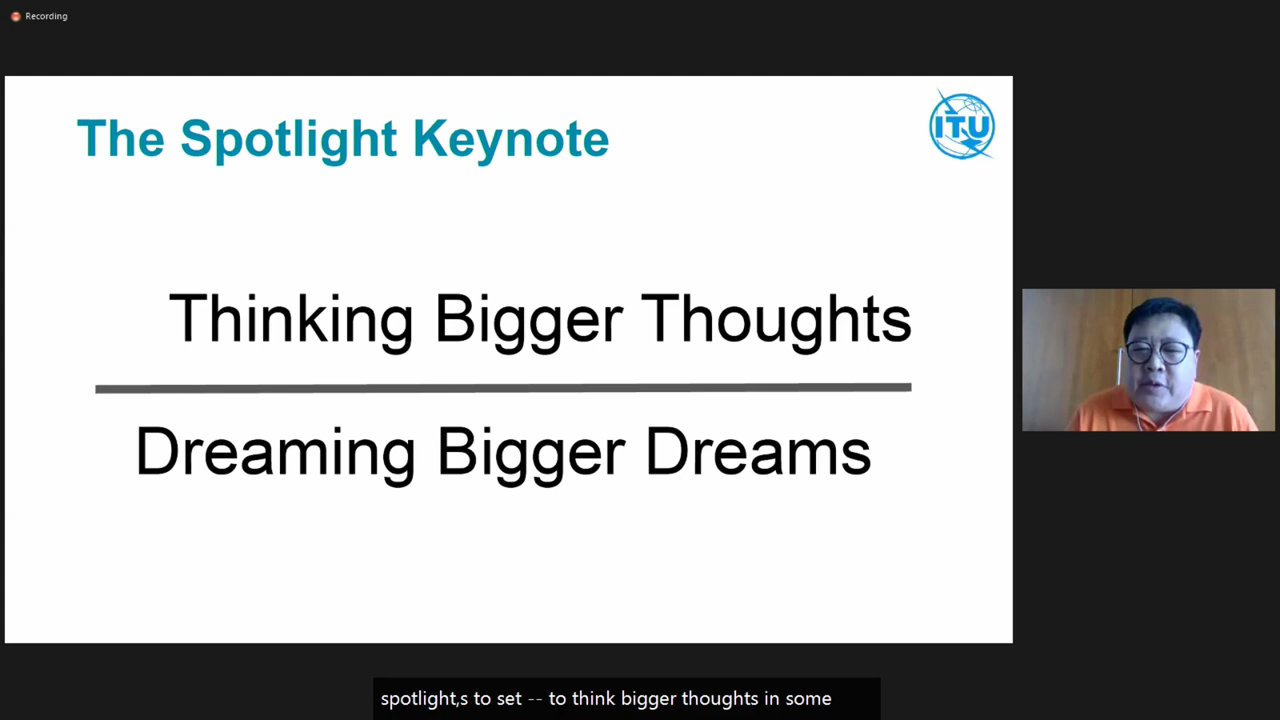 Recording
The Spotlight Keynote
ITU
Thinking Bigger Thoughts
Dreaming Bigger Dreams
spotlight,s to set -- to think bigger thoughts in some